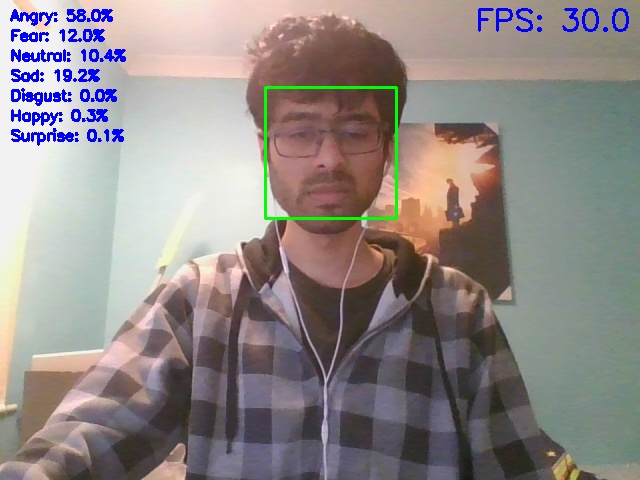 Angry: 58.0%
Fear: 12.0%
Neutral: 10.4%
Sad: 19.2%
Disgust: 0.0%
Happy: 0.3%
Surprise: 0.1%
FPS: 30.0